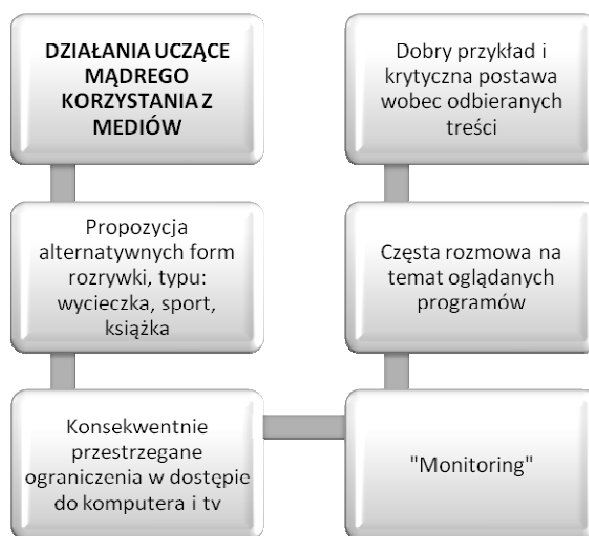 DZIAŁANIA UCZĄCE
MĄDREGO
KORZYSTANIA Z
MEDIÓW
Propozycja
alternatywnych form
rozrywki, typu:
wycieczka, sport,
książka
Konsekwentnie
przestrzegane
ograniczenia w dostępie
do komputera i tv
"Monitoring"
Częsta rozmowa na
temat oglądanych
programów
Dobry przykład i
krytyczna postawa
wobec odbieranych
treści